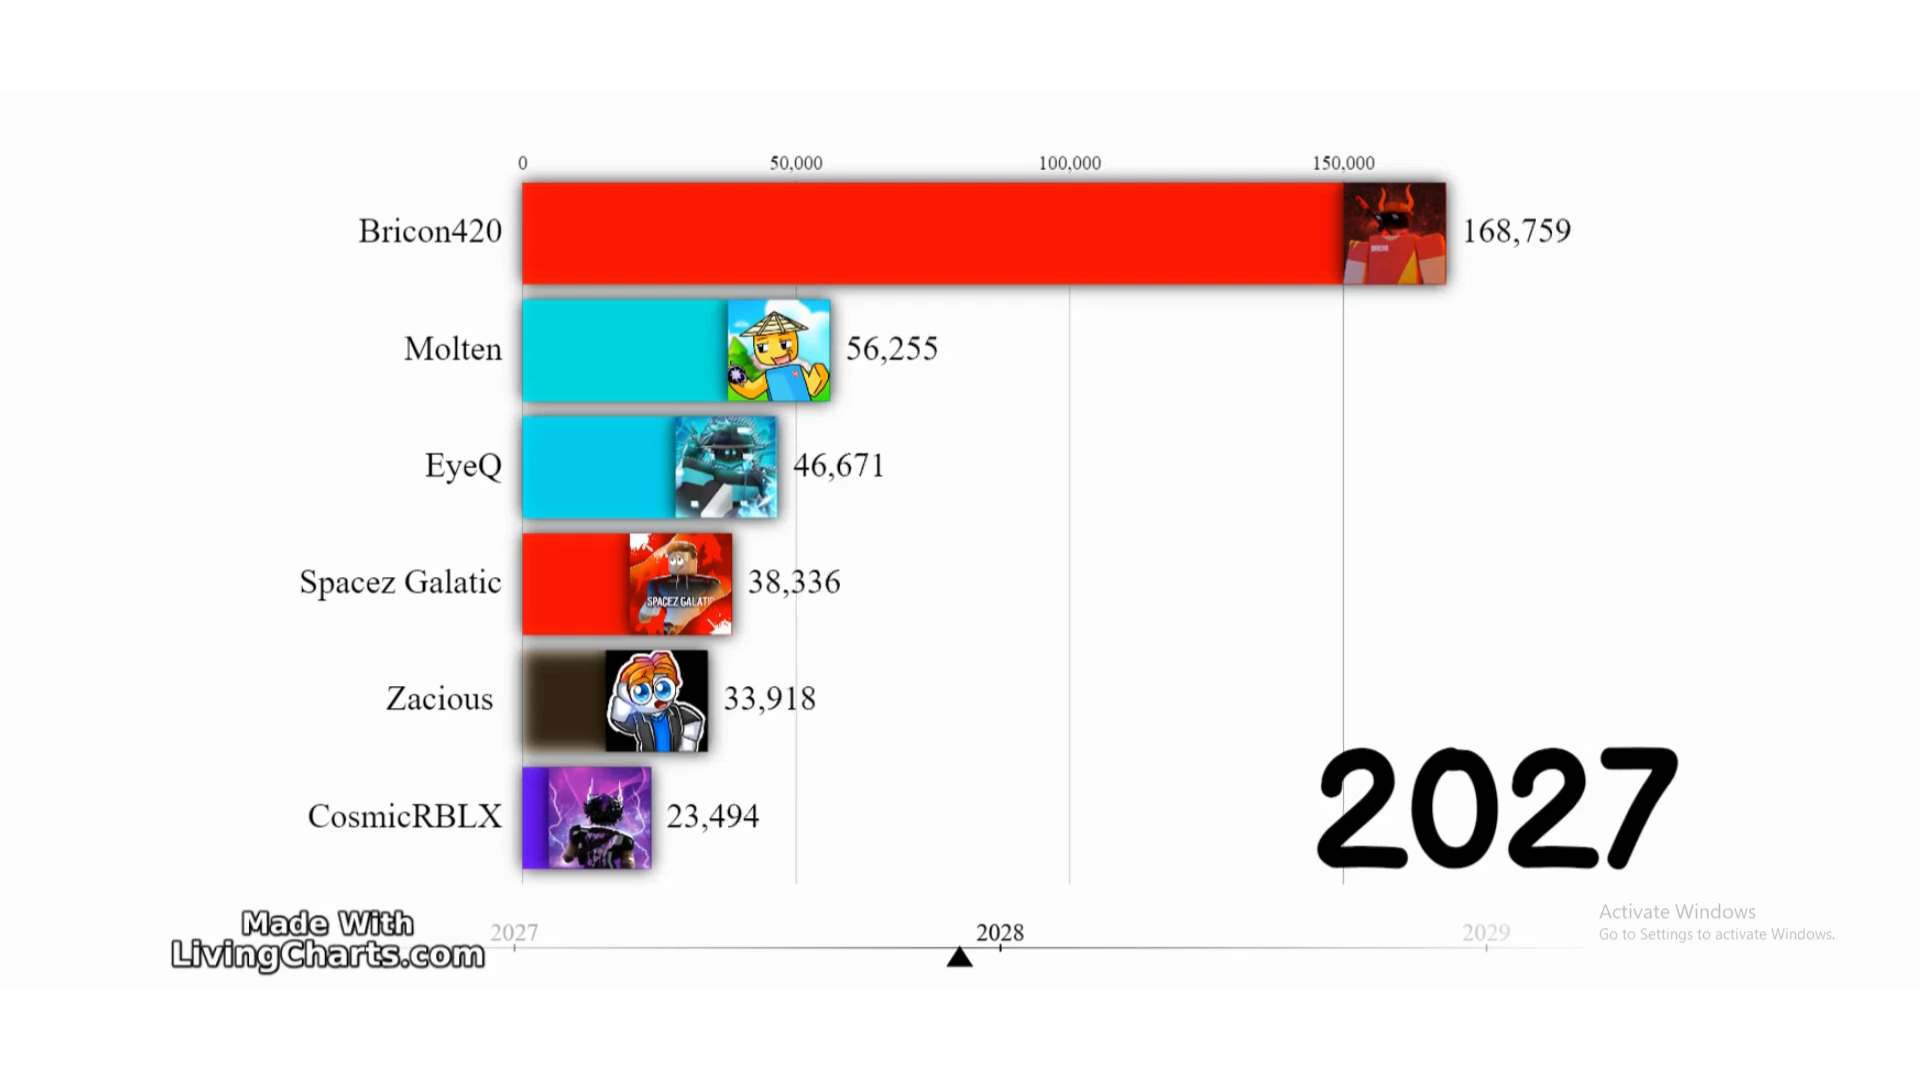 0 50,000 100,000 150,000
Bricon420 168,759
Molten 56,255
EyeQ 46,671
SPACEZ GALATIC
Spacez Galatic 38,336
Zacious 33,918
CosmicRBLX 23,494
2027
Made With
LivingCharts.com
2027 2028 2029
Activate Windows
Go to Settings to activate Windows.